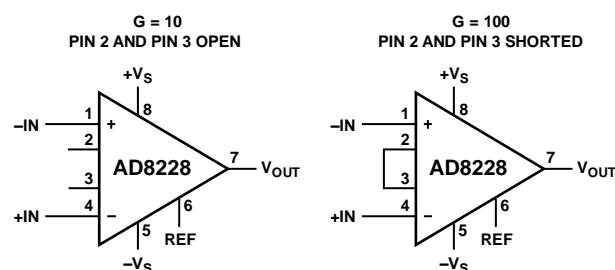 G = 10
PIN 2 AND PIN 3 OPEN
+VS
–IN
1
+
8
2
AD8228
7
VOUT
3
+IN
4
–
6
5
REF
–VS
G = 100
PIN 2 AND PIN 3 SHORTED
+VS
–IN
1
+
8
2
AD8228
7
VOUT
3
+IN
4
–
6
5
REF
–VS